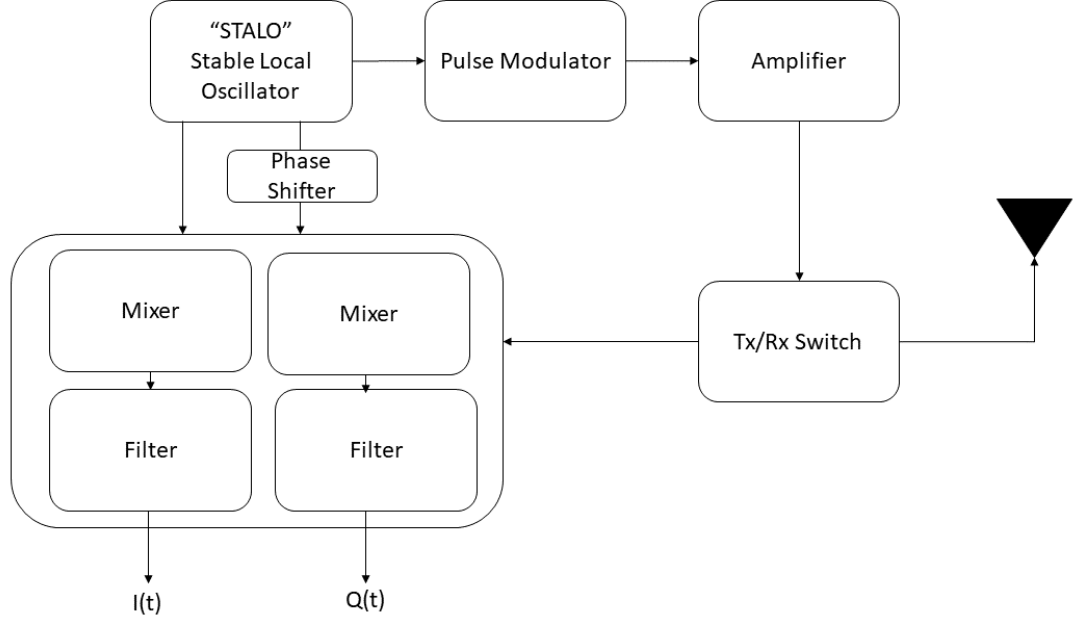 “STALO”
Stable Local
Oscillator
Pulse Modulator
Amplifier
Phase
Shifter
Mixer
Mixer
Tx/Rx Switch
Filter
Filter
I(t)
Q(t)